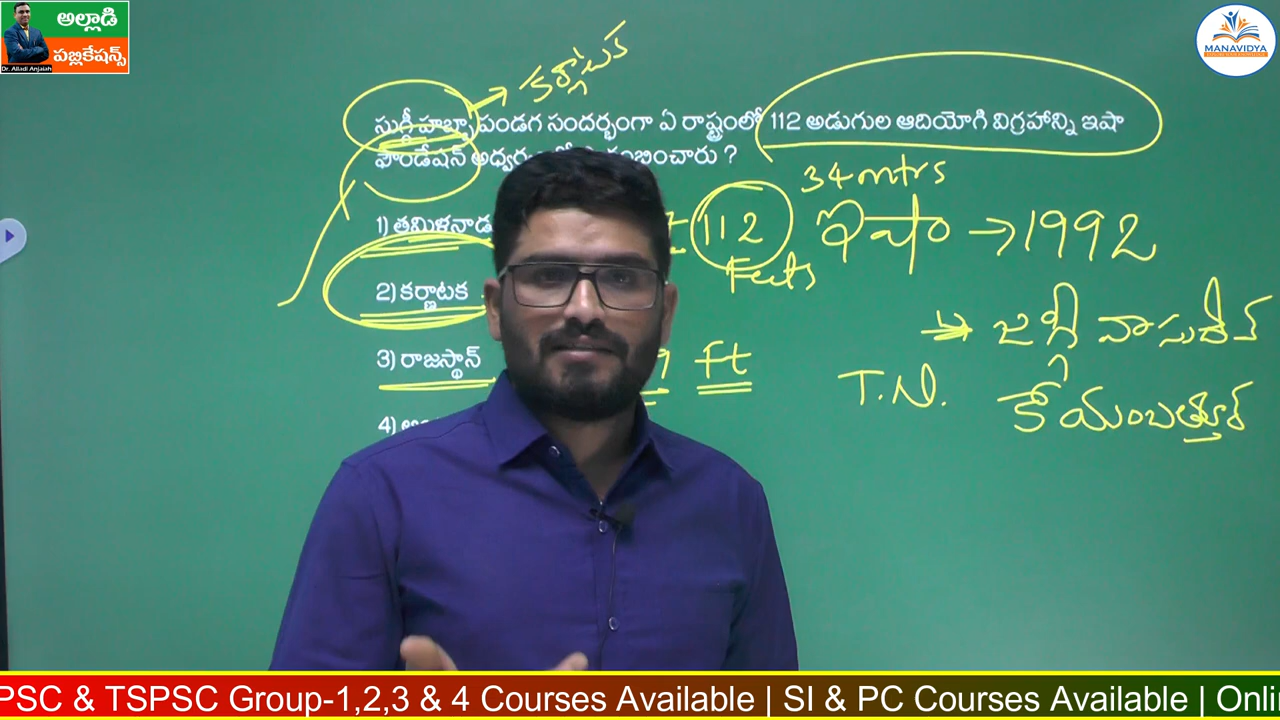 అల్లాడి
పబ్లికేషన్స్
Dr. Alladi Anjaiah
MANAVIDYA
కర్ణాటక
సుగ్గీ హబ్బా పండగ సందర్భంగా ఏ రాష్ట్రంలో 112 అడుగుల ఆదియోగి విగ్రహాన్ని ఇషా
ఫౌండేషన్
34 mtrs
1) తమిళనాడు
112 ఇషా → 1992
Feets
2) కర్ణాటక
జగ్గీ వాసుదేవ్
3) రాజస్థాన్
ft
T.N. కోయంబత్తూర్
4)
PSC & TSPSC Group-1,2,3 & 4 Courses Available | SI & PC Courses Available | Onli